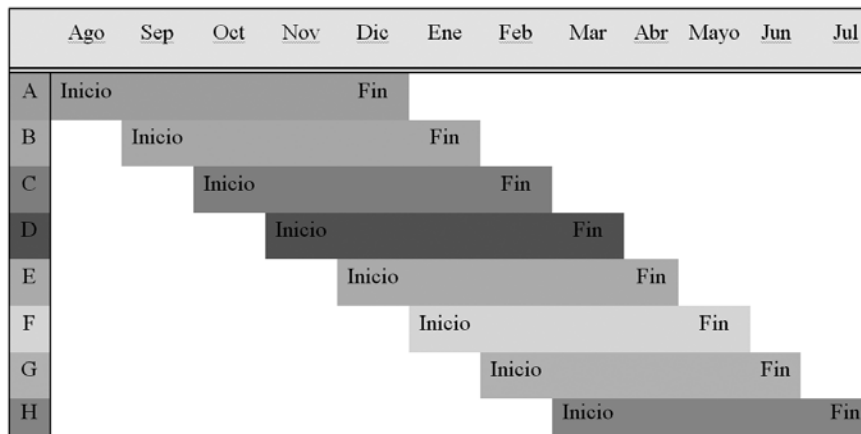 Ago Sep Oct Nov Dic Ene Feb Mar Abr Mayo Jun Jul
A Inicio Fin
B Inicio Fin
C Inicio Fin
D Inicio Fin
E Inicio Fin
F Inicio Fin
G Inicio Fin
H Inicio Fin